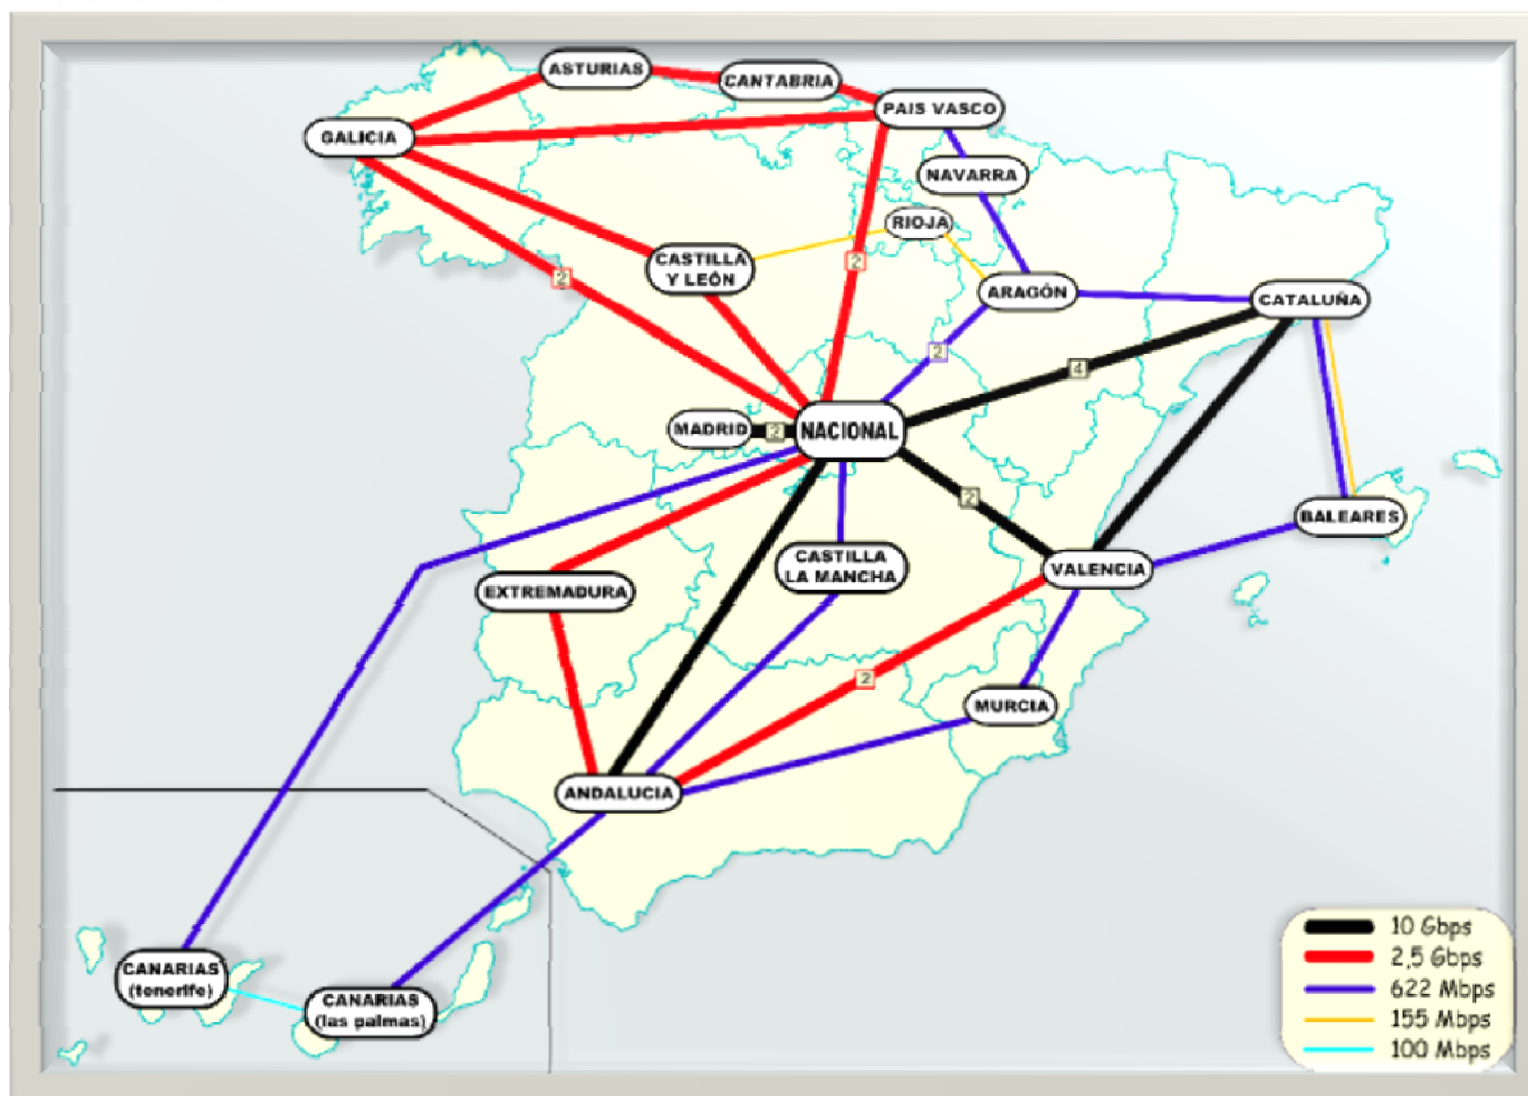 ASTURIAS
CANTABRIA
PAIS VASCO
GALICIA
NAVARRA
RIOJA
CASTILLA
Y LEÓN
2
2
ARAGÓN
CATALUÑA
2
4
MADRID
2
NACIONAL
2
BALEARES
CASTILLA
LA MANCHA
VALENCIA
EXTREMADURA
2
MURCIA
ANDALUCIA
CANARIAS
(tenerife)
CANARIAS
(las palmas)
10 Gbps
2,5 Gbps
622 Mbps
155 Mbps
100 Mbps